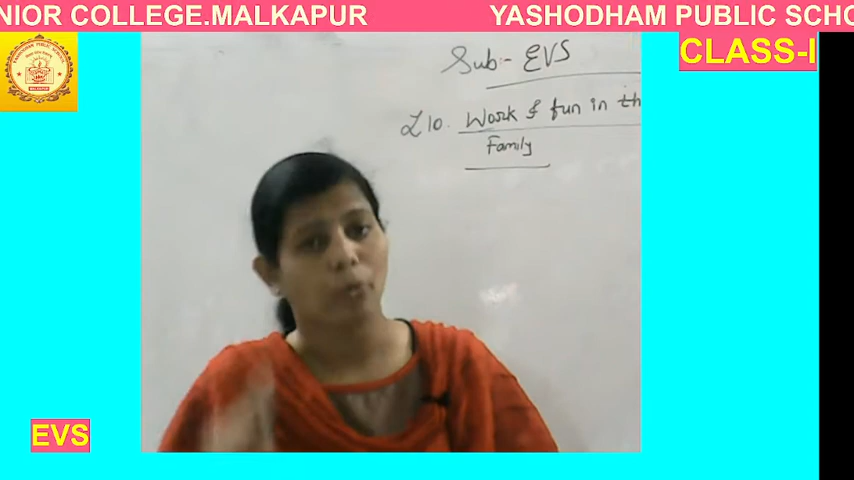 NIOR COLLEGE.MALKAPUR YASHODHAM PUBLIC SCHO
CLASS-I
Sub:- EVS
L10. Work & fun in th
Family
EVS